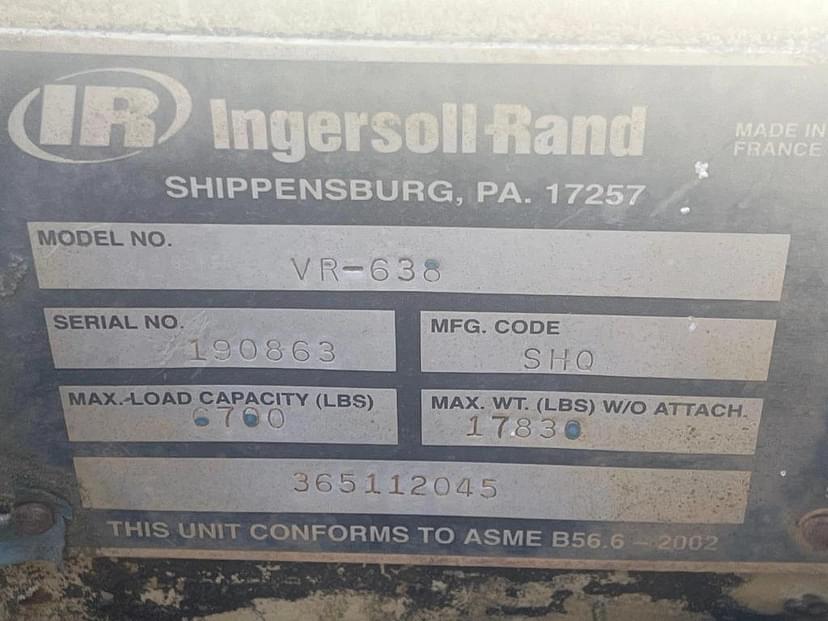 IR Ingersoll-Rand
MADE IN
FRANCE
SHIPPENSBURG, PA. 17257
MODEL NO.
VR-638
SERIAL NO.
190863
MFG. CODE
SHQ
MAX.-LOAD CAPACITY (LBS)
6700
MAX. WT. (LBS) W/O ATTACH.
17830
365112045
THIS UNIT CONFORMS TO ASME B56.6 - 2002